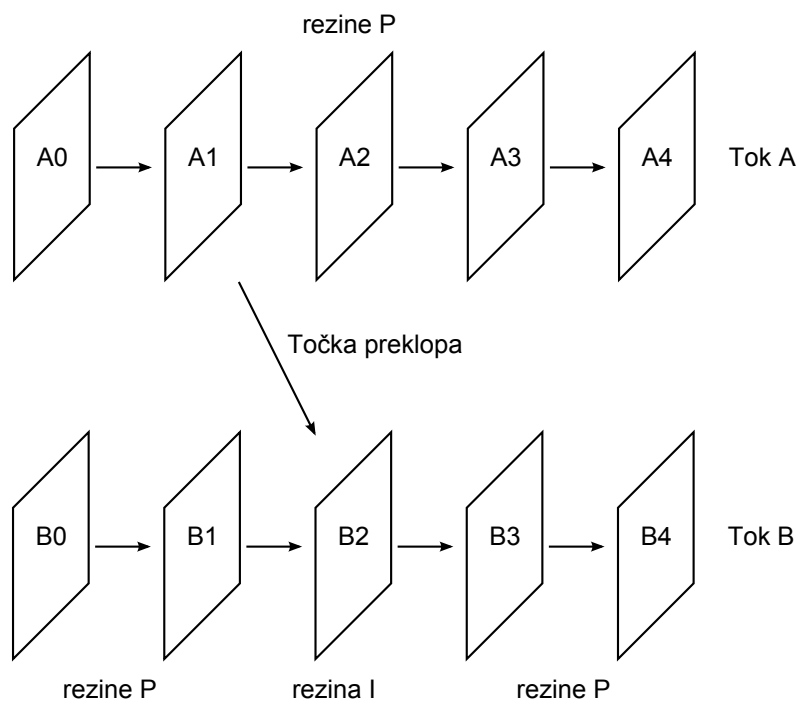 rezine P
A0 A1 A2 A3 A4 Tok A
Točka preklopa
B0 B1 B2 B3 B4 Tok B
rezine P rezina I rezine P